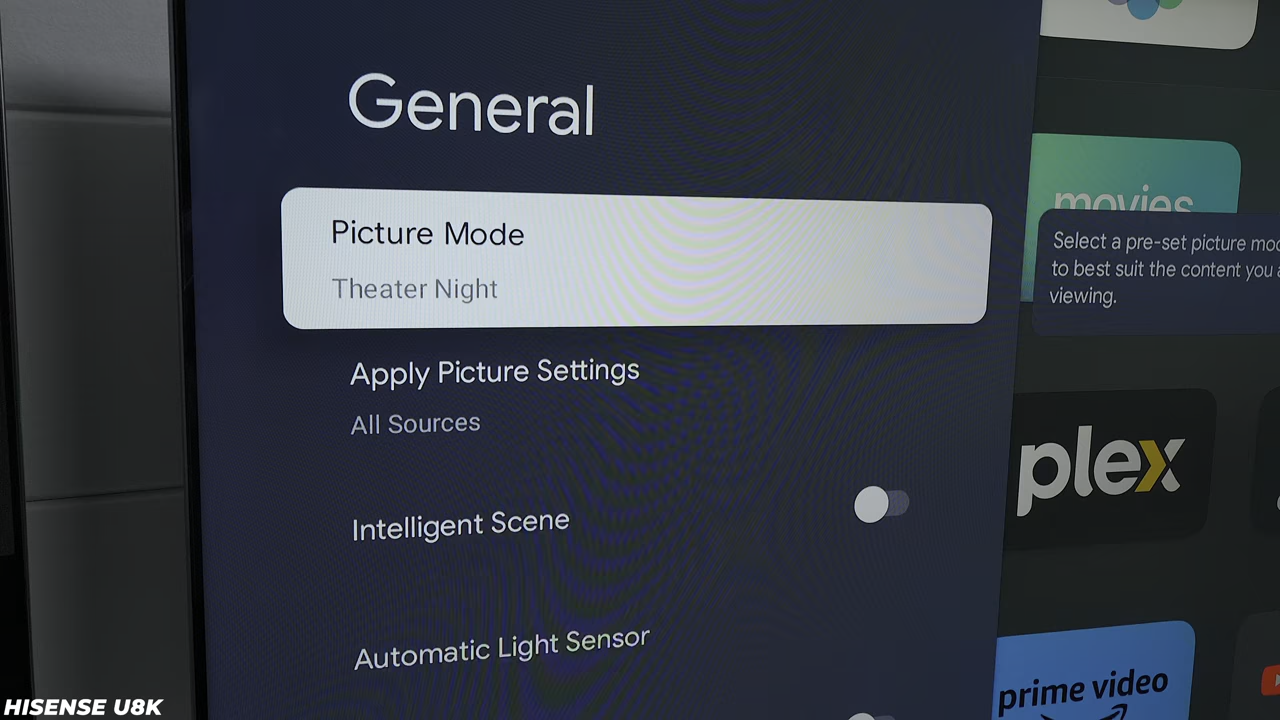 General
Picture Mode
Theater Night
Apply Picture Settings
All Sources
Intelligent Scene
Automatic Light Sensor
movies
Select a pre-set picture
to best suit the content you
viewing.
plex
prime video
HISENSE U8K